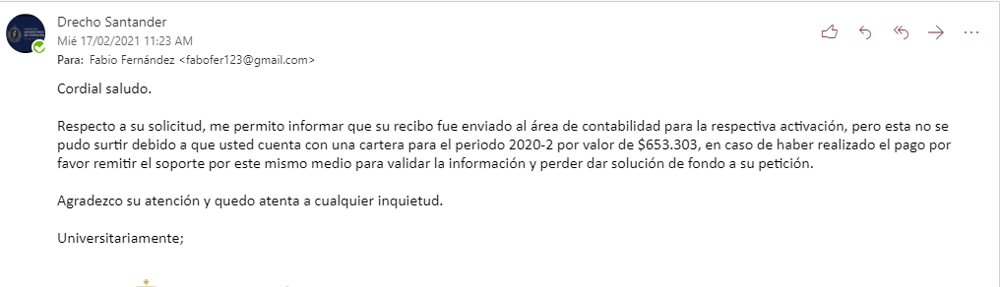 Drecho Santander
Mié 17/02/2021 11:23 AM
Para: Fabio Fernández <fabofer123@gmail.com>
Cordial saludo.
Respecto a su solicitud, me permito informar que su recibo fue enviado al área de contabilidad para la respectiva activación, pero esta no se
pudo surtir debido a que usted cuenta con una cartera para el periodo 2020-2 por valor de $653.303, en caso de haber realizado el pago por
favor remitir el soporte por este mismo medio para validar la información y perder dar solución de fondo a su petición.
Agradezco su atención y quedo atenta a cualquier inquietud.
Universitariamente;